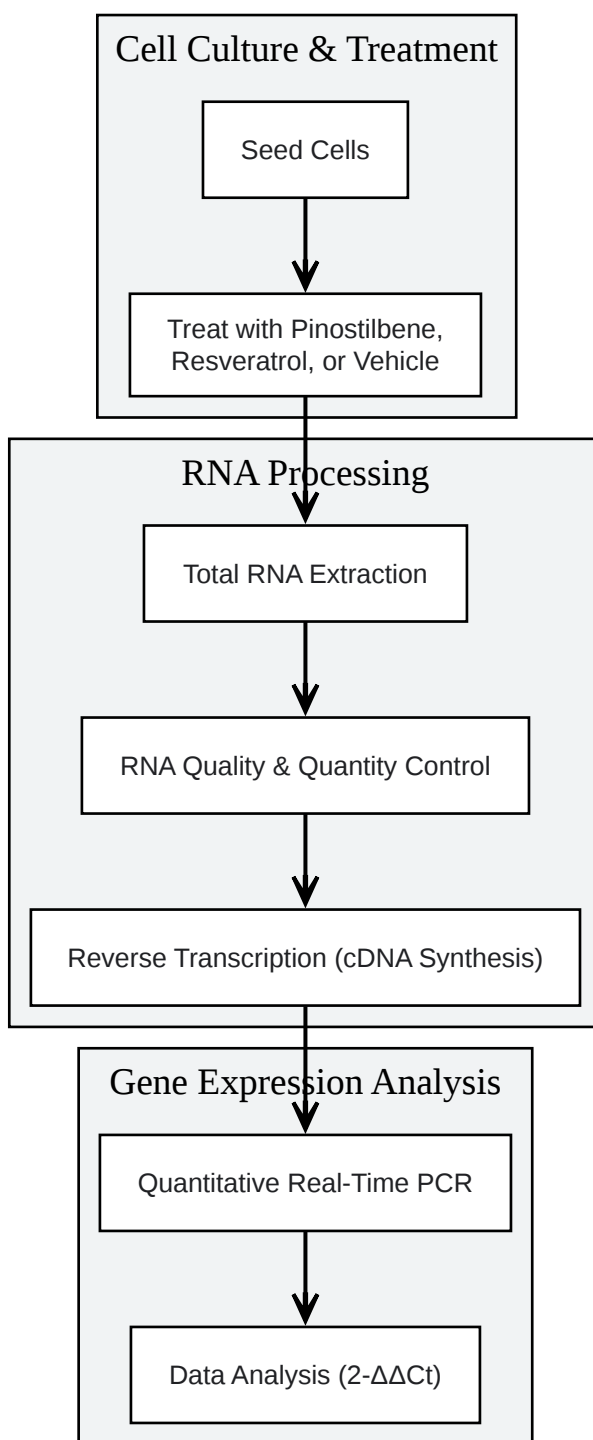 Cell Culture & Treatment
Seed Cells
Treat with Pinostilbene,
Resveratrol, or Vehicle
RNA Processing
Total RNA Extraction
RNA Quality & Quantity Control
Reverse Transcription (cDNA Synthesis)
Gene Expression Analysis
Quantitative Real-Time PCR
Data Analysis (2-ΔΔCt)